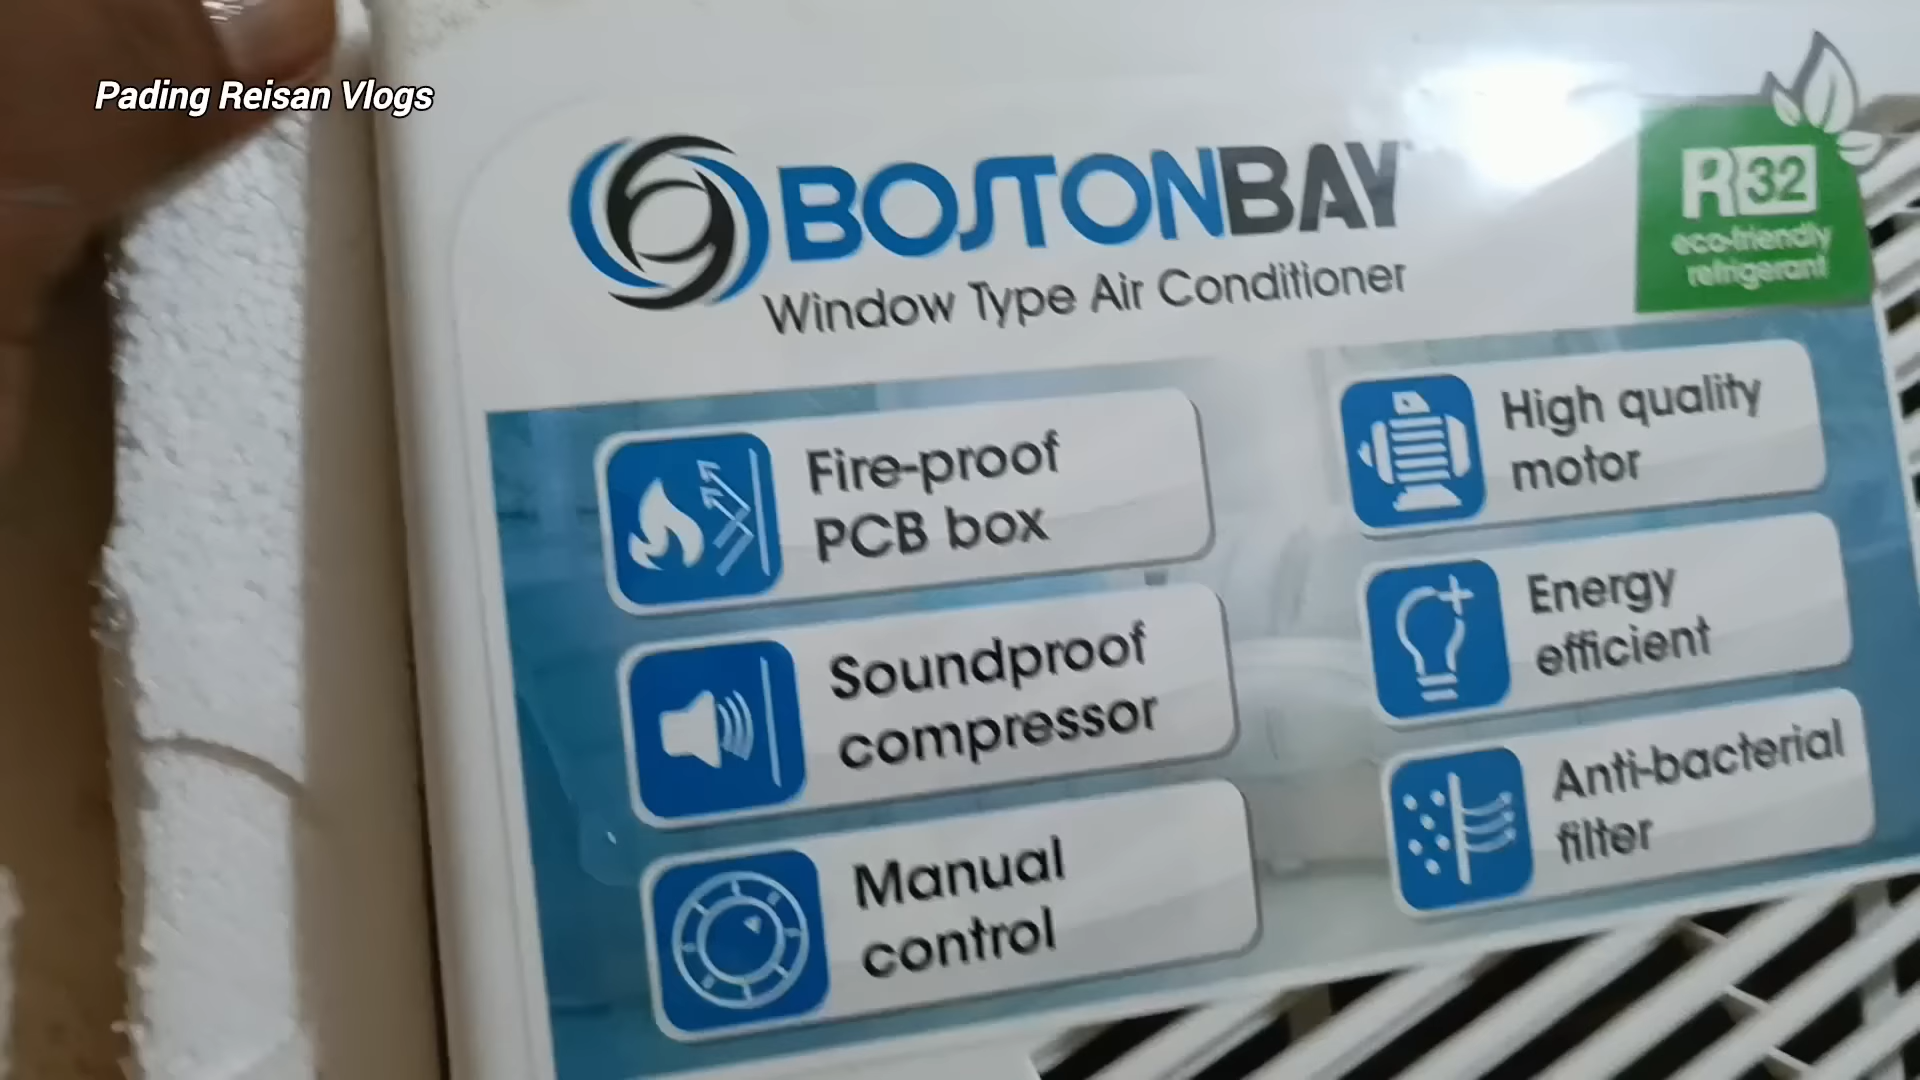 Pading Reisan Vlogs
BOSTONBAY
Window Type Air Conditioner
R32
eco-friendly
refrigerant
Fire-proof
PCB box
Soundproof
compressor
Manual
control
High quality
motor
Energy
efficient
Anti-bacterial
filter